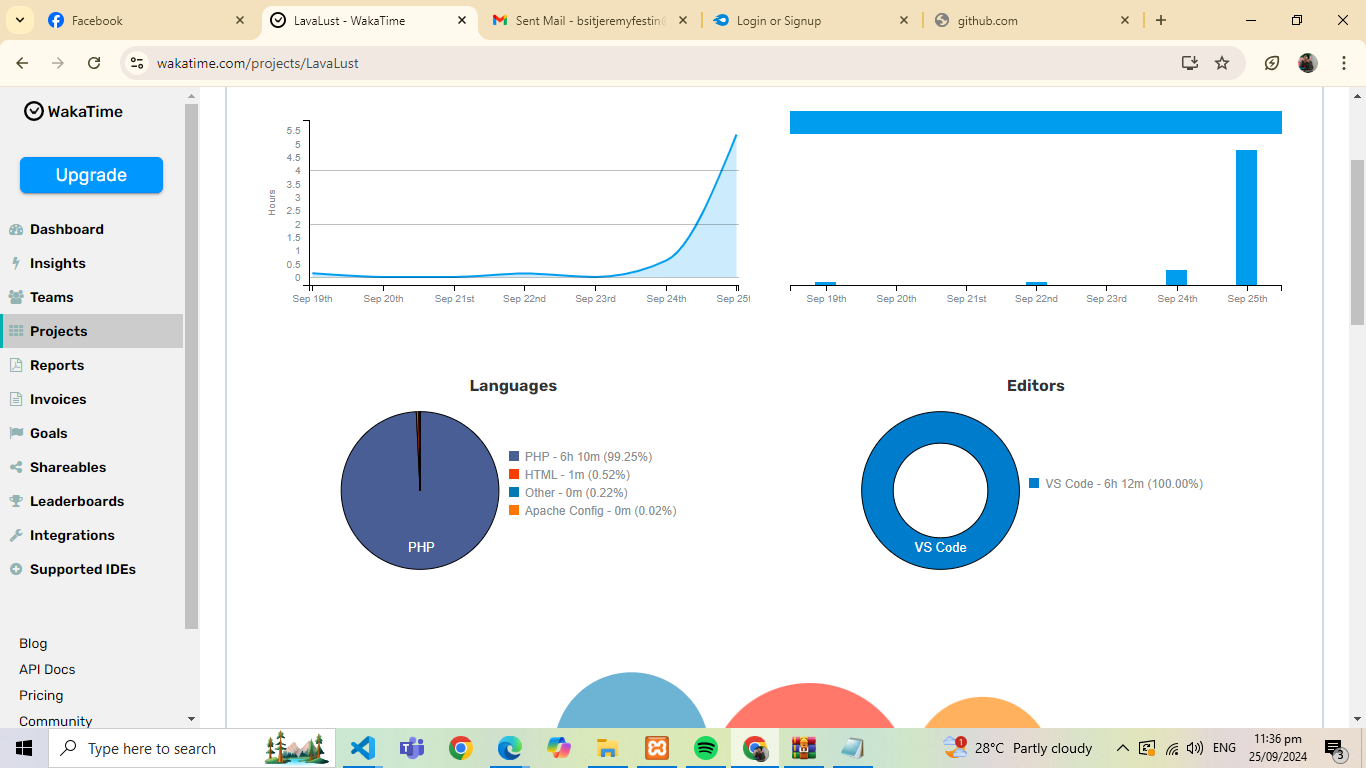 Facebook
LavaLust - WakaTime
Sent Mail - bsitjeremyfestin@
Login or Signup
github.com
wakatime.com/projects/LavaLust
WakaTime
Upgrade
Dashboard
Insights
Teams
Projects
Reports
Invoices
Goals
Shareables
Leaderboards
Integrations
Supported IDEs
Blog
API Docs
Pricing
Community
Hours
5.5
5
4.5
4
3.5
3
2.5
2
1.5
1
0.5
0
Sep 19th Sep 20th Sep 21st Sep 22nd Sep 23rd Sep 24th Sep 25t
Sep 19th Sep 20th Sep 21st Sep 22nd Sep 23rd Sep 24th Sep 25th
Languages
PHP
PHP - 6h 10m (99.25%)
HTML - 1m (0.52%)
Other - 0m (0.22%)
Apache Config - 0m (0.02%)
Editors
VS Code
VS Code - 6h 12m (100.00%)
Type here to search
1
28°C Partly cloudy
ENG
11:36 pm
25/09/2024
3